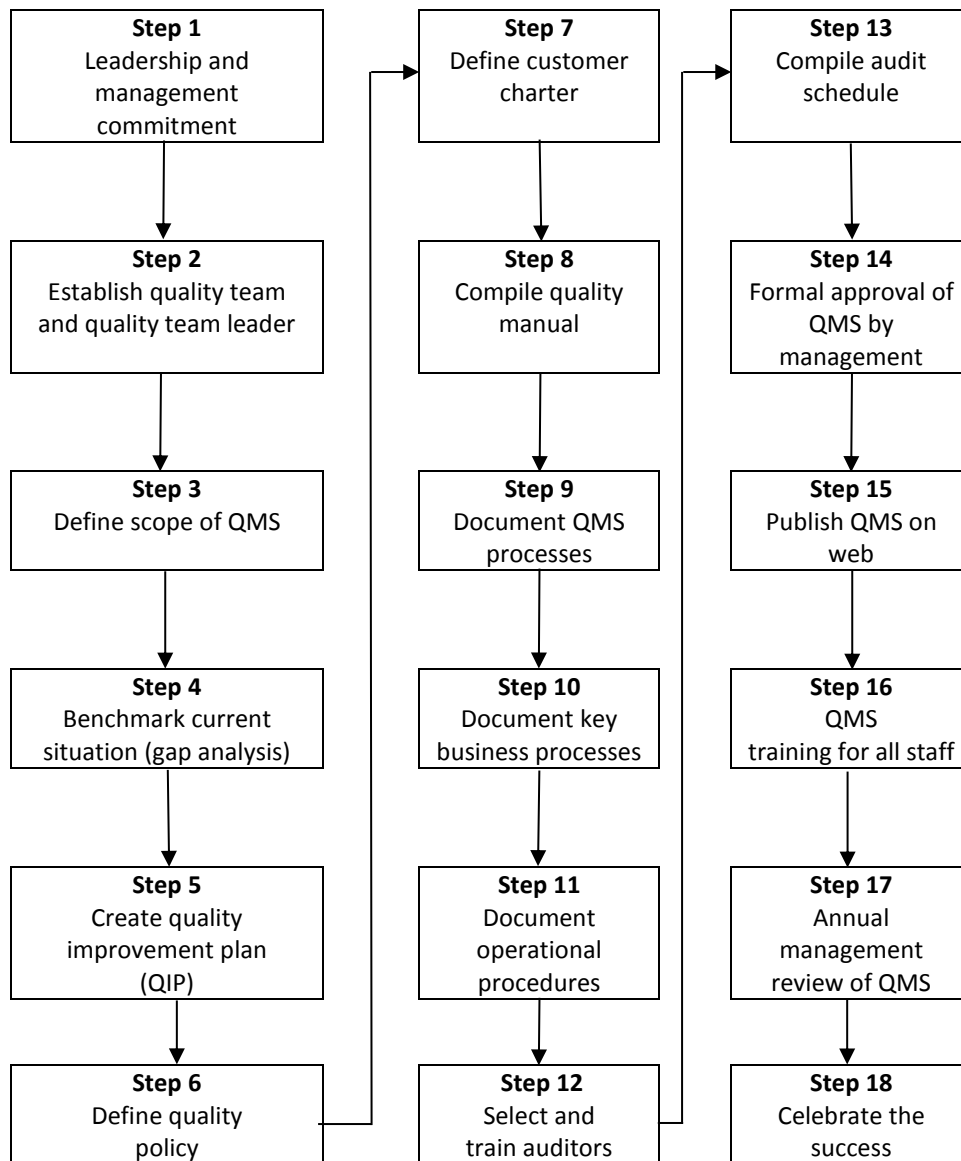 Step 1
Leadership and
management
commitment
Step 2
Establish quality team
and quality team leader
Step 3
Define scope of QMS
Step 4
Benchmark current
situation (gap analysis)
Step 5
Create quality
improvement plan
(QIP)
Step 6
Define quality
policy
Step 7
Define customer
charter
Step 8
Compile quality
manual
Step 9
Document QMS
processes
Step 10
Document key
business processes
Step 11
Document
operational
procedures
Step 12
Select and
train auditors
Step 13
Compile audit
schedule
Step 14
Formal approval of
QMS by
management
Step 15
Publish QMS on
web
Step 16
QMS
training for all staff
Step 17
Annual
management
review of QMS
Step 18
Celebrate the
success